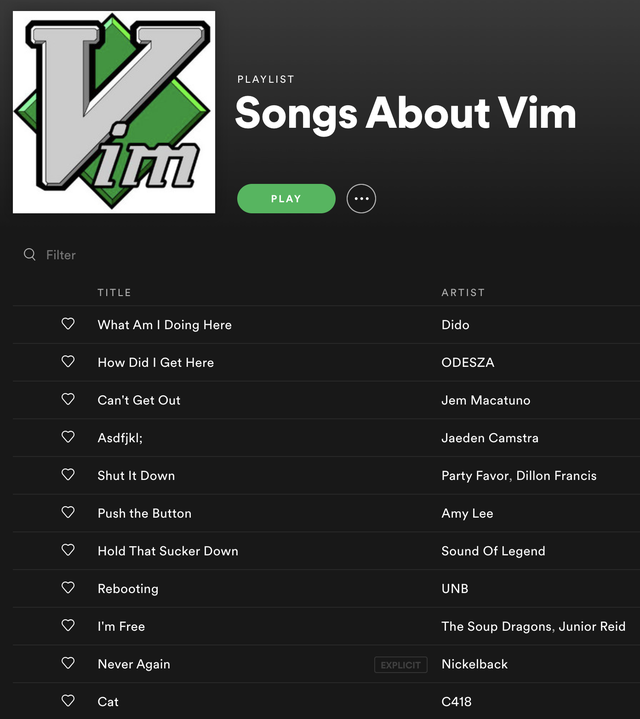 Vim
PLAYLIST
Songs About Vim
PLAY
Filter
TITLE ARTIST
What Am I Doing Here Dido
How Did I Get Here ODESZA
Can't Get Out Jem Macatuno
Asdfjkl; Jaeden Camstra
Shut It Down Party Favor, Dillon Francis
Push the Button Amy Lee
Hold That Sucker Down Sound Of Legend
Rebooting UNB
I'm Free The Soup Dragons, Junior Reid
Never Again EXPLICIT Nickelback
Cat C418